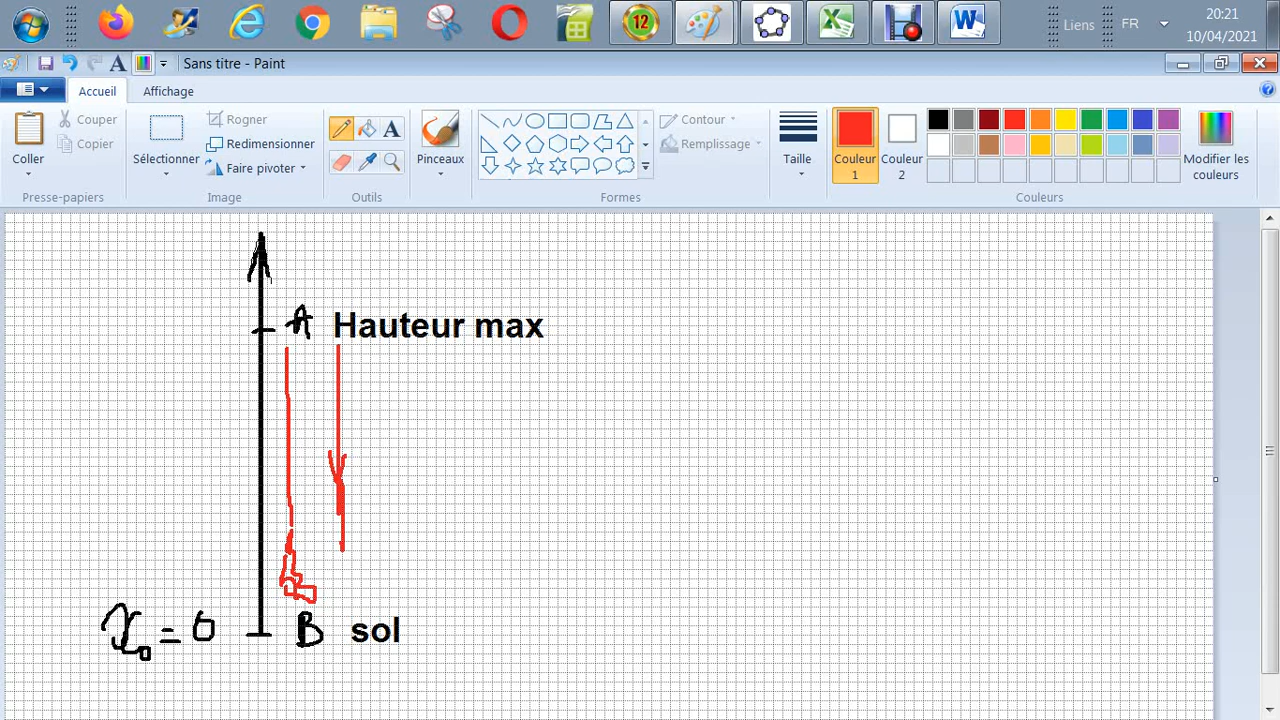 12
Liens
FR
20:21
10/04/2021
Sans titre - Paint
Accueil
Affichage
Coller
Couper
Copier
Presse-papiers
Sélectionner
Rogner
Redimensionner
Faire pivoter
Image
A
Outils
Pinceaux
Formes
Contour
Remplissage
Taille
Couleur 1
Couleur 2
Modifier les couleurs
Couleurs
A Hauteur max
x₀ = 0 B sol